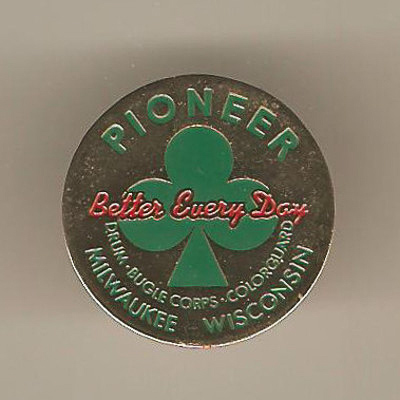 PIONEER
Better Every Day
DRUM · BUGLE CORPS · COLORGUARD
MILWAUKEE WISCONSIN